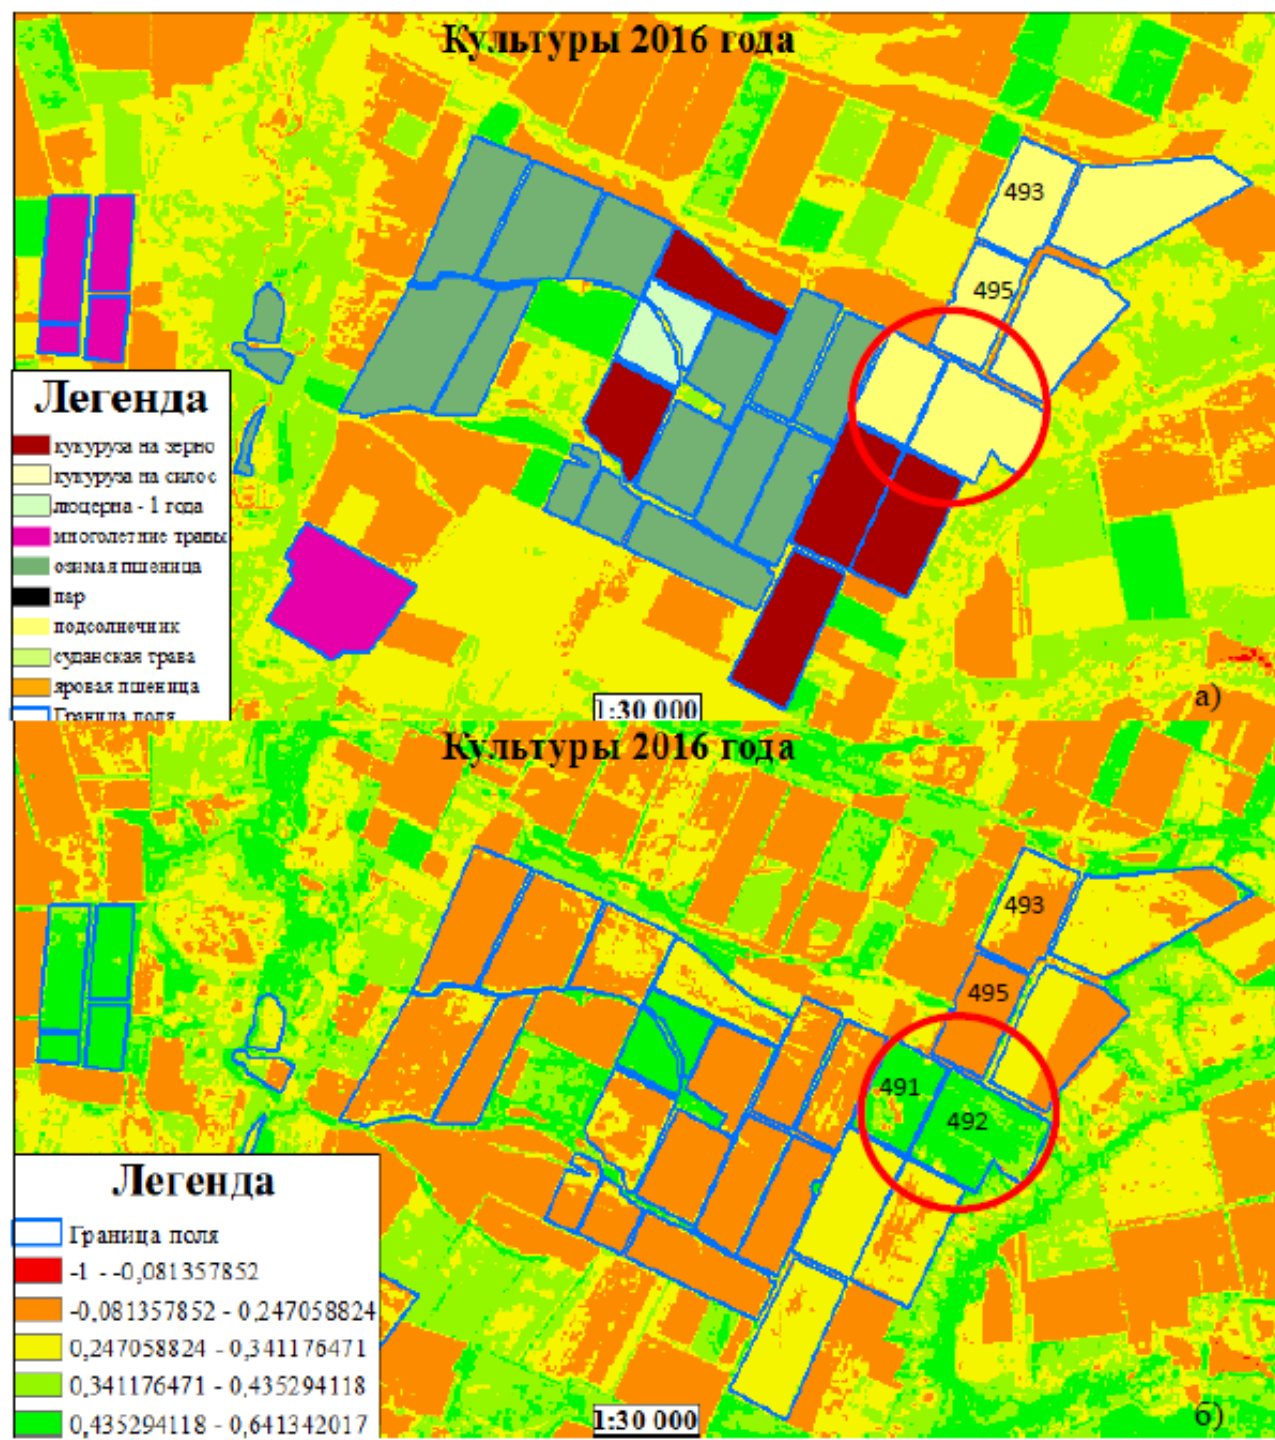 Культуры 2016 года
493
495
Легенда
кукуруза на зерно
кукуруза на силос
люцерна - 1 года
многолетние травы
озимая пшеница
пар
подсолнечник
суданская трава
яровая пшеница
Граница поля
1:30 000
а)
Культуры 2016 года
493
495
491
492
Легенда
Граница поля
-1 - -0,081357852
-0,081357852 - 0,247058824
0,247058824 - 0,341176471
0,341176471 - 0,435294118
0,435294118 - 0,641342017
1:30 000
б)